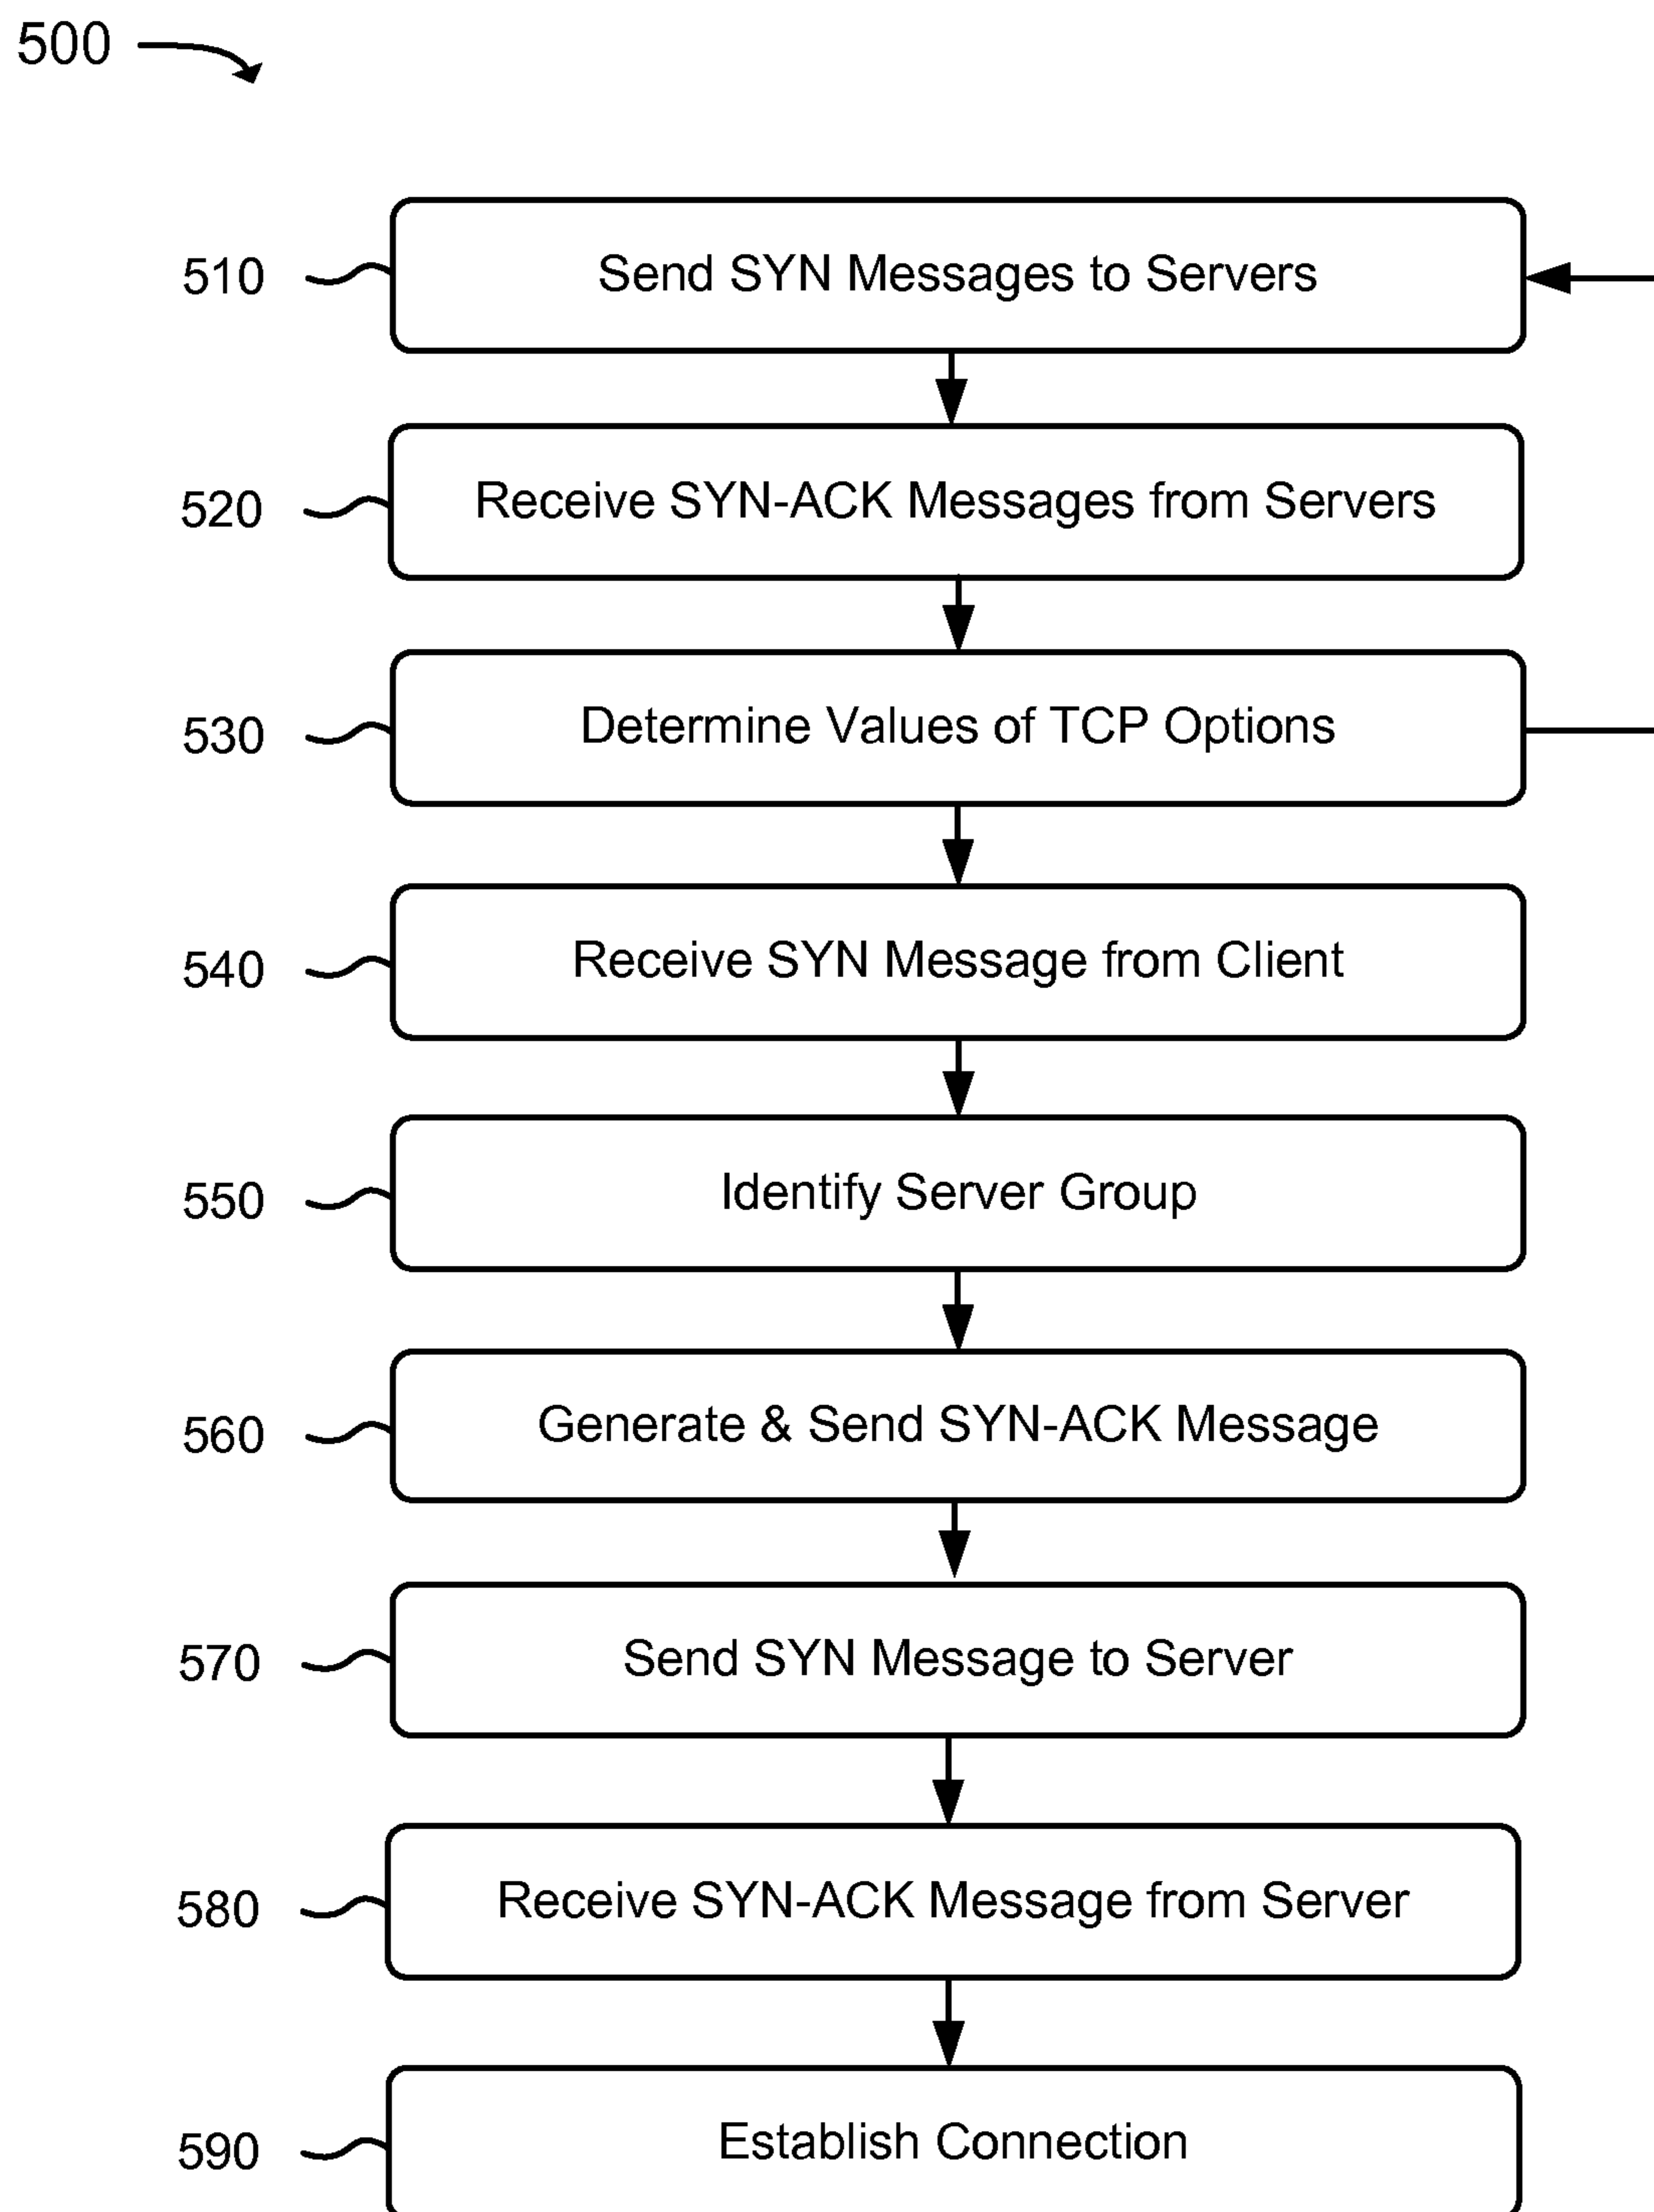 500
510 Send SYN Messages to Servers
520 Receive SYN-ACK Messages from Servers
530 Determine Values of TCP Options
540 Receive SYN Message from Client
550 Identify Server Group
560 Generate & Send SYN-ACK Message
570 Send SYN Message to Server
580 Receive SYN-ACK Message from Server
590 Establish Connection